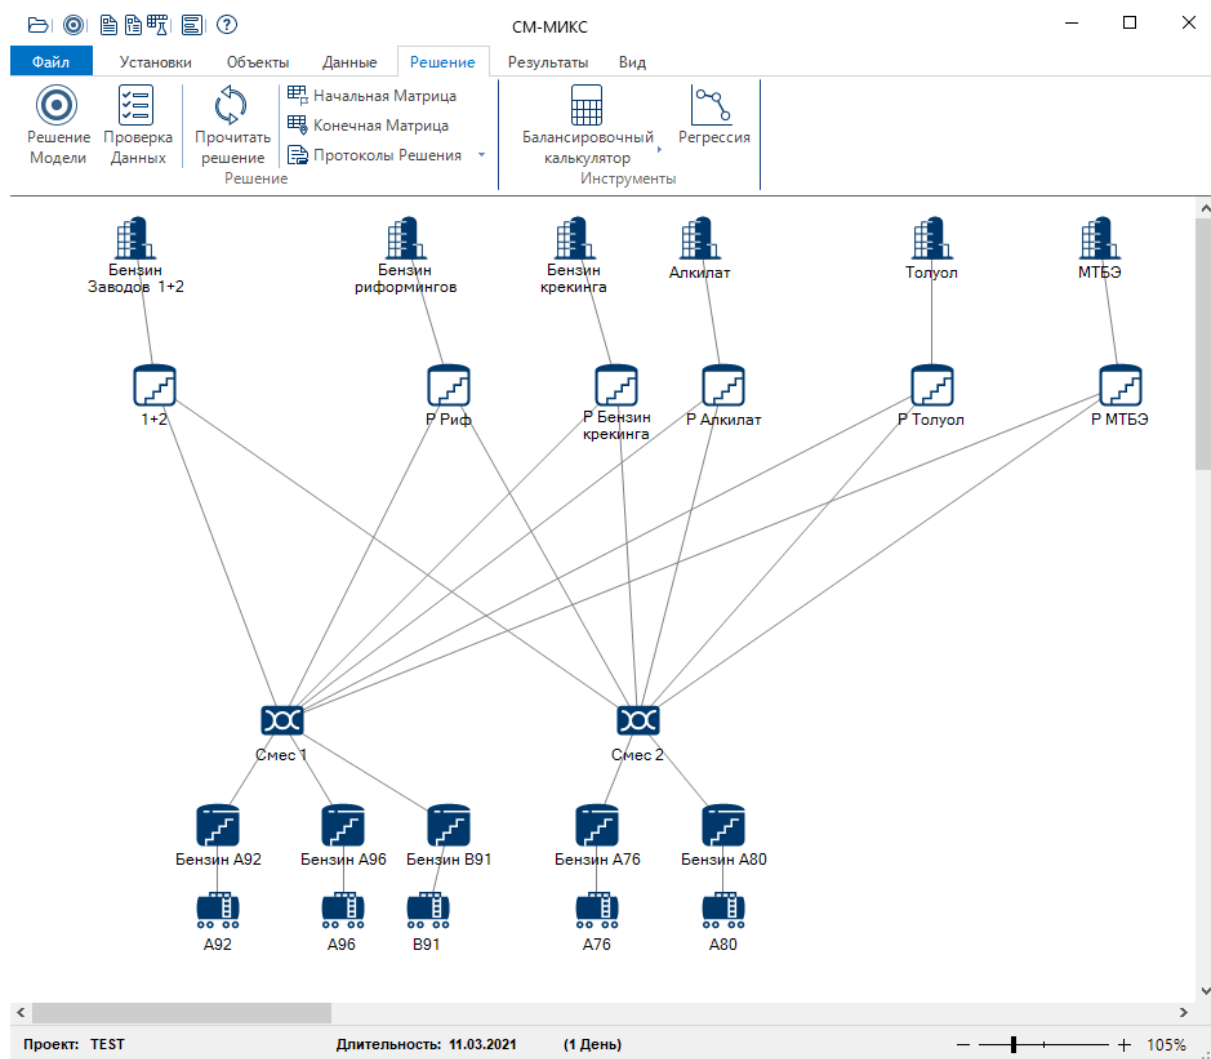 СМ-МИКС
Файл Установки Объекты Данные Решение Результаты Вид
Решение Модели
Проверка Данных
Прочитать решение
Начальная Матрица
Конечная Матрица
Протоколы Решения
Решение
Балансировочный калькулятор
Регрессия
Инструменты
Бензин Заводов 1+2
Бензин риформингов
Бензин крекинга
Алкилат
Толуол
МТБЭ
1+2
Р Риф
Р Бензин крекинга
Р Алкилат
Р Толуол
Р МТБЭ
Смес 1
Смес 2
Бензин А92
Бензин А96
Бензин В91
Бензин А76
Бензин А80
А92
А96
В91
А76
А80
Проект: TEST
Длительность: 11.03.2021 (1 День)
105%